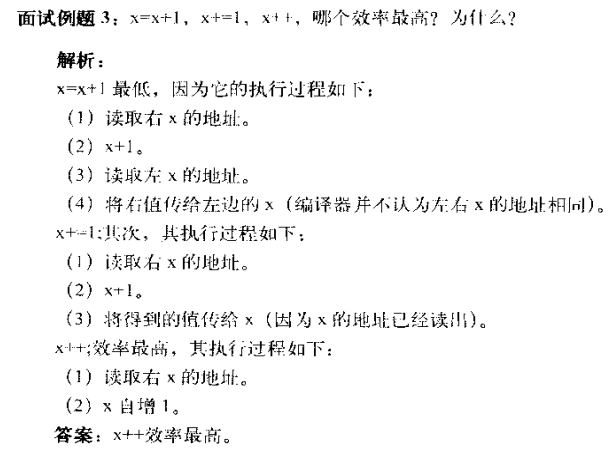 面试例题 3：x=x+1，x+=1，x++，哪个效率最高？为什么？
解析：
x=x+1 最低，因为它的执行过程如下：
（1）读取右 x 的地址。
（2）x+1。
（3）读取左 x 的地址。
（4）将右值传给左边的 x（编译器并不认为左右 x 的地址相同）。
x+=1;其次，其执行过程如下：
（1）读取右 x 的地址。
（2）x+1。
（3）将得到的值传给 x（因为 x 的地址已经读出）。
x++;效率最高，其执行过程如下：
（1）读取右 x 的地址。
（2）x 自增 1。
答案：x++效率最高。